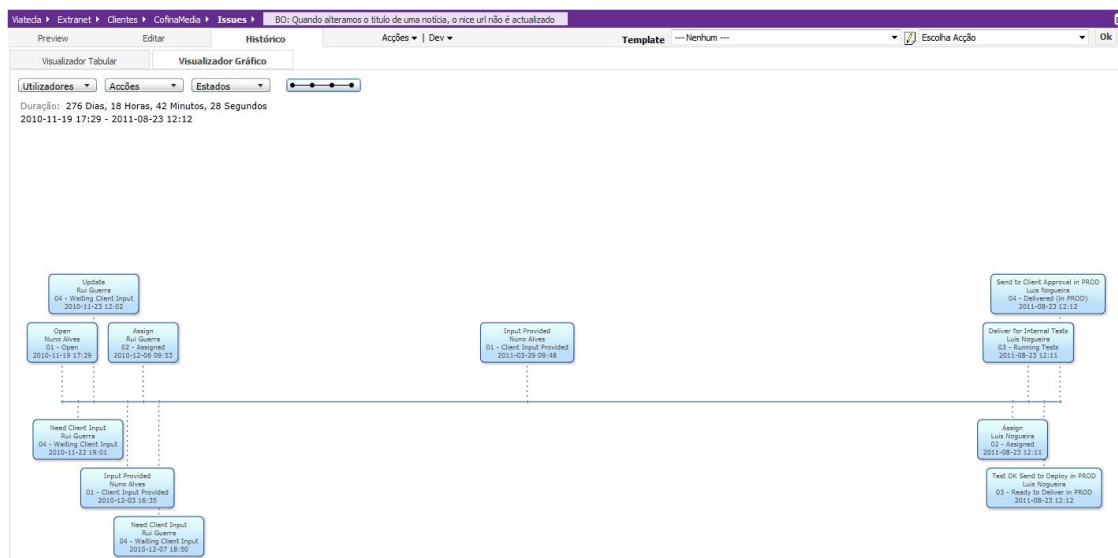 Viatecla Extranet Clientes CofinaMedia Issues BO: Quando alteramos o titulo de uma notícia, o nice url não é actualizado
Preview Editar Histórico Acções | Dev Template --- Nenhum --- Escolha Acção Ok
Visualizador Tabular Visualizador Gráfico
Utilizadores Acções Estados
Duração: 276 Dias, 18 Horas, 42 Minutos, 28 Segundos
2010-11-19 17:29 - 2011-08-23 12:12
Update
Rui Guerra
04 - Waiting Client Input
2010-11-23 12:02
Send to Client Approval in PROD
Luis Nogueira
04 - Delivered (in PROD)
2011-08-23 12:12
Open
Nuno Alves
01 - Open
2010-11-19 17:29
Assign
Rui Guerra
02 - Assigned
2010-12-06 09:53
Input Provided
Nuno Alves
01 - Client Input Provided
2011-03-29 09:48
Deliver for Internal Tests
Luis Nogueira
03 - Running Tests
2011-08-23 12:11
Need Client Input
Rui Guerra
04 - Waiting Client Input
2010-11-22 19:01
Assign
Luis Nogueira
02 - Assigned
2011-08-23 12:11
Input Provided
Nuno Alves
01 - Client Input Provided
2010-12-03 16:35
Test OK Send to Deploy in PROD
Luis Nogueira
03 - Ready to Deliver in PROD
2011-08-23 12:12
Need Client Input
Rui Guerra
04 - Waiting Client Input
2010-12-07 18:50